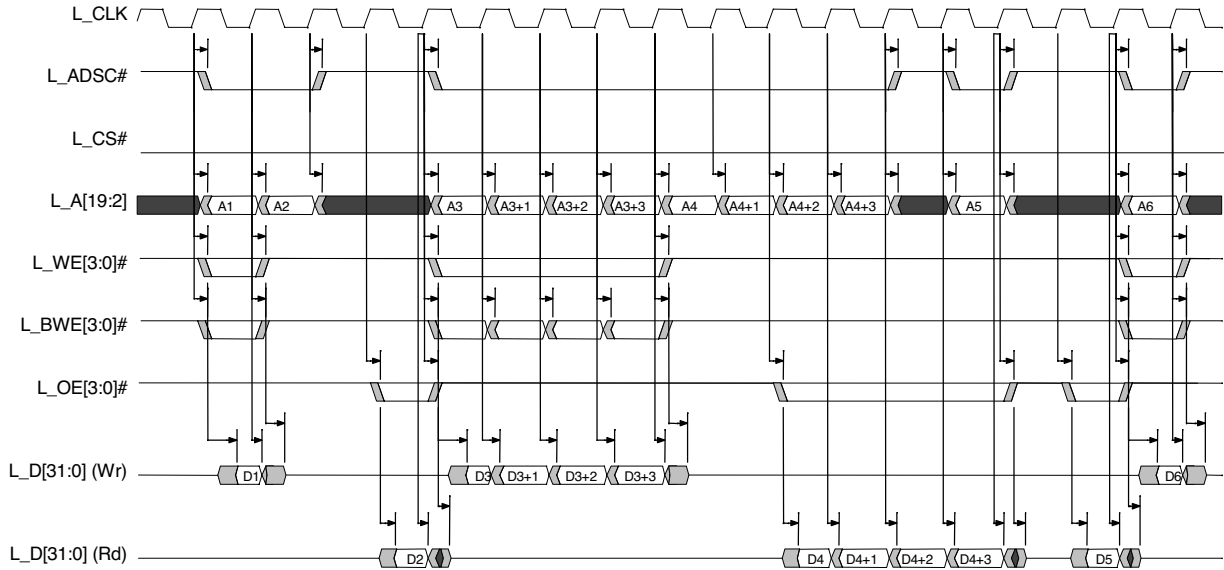 L_CLK
L_ADSC#
L_CS#
L_A[19:2] A1 A2 A3 A3+1 A3+2 A3+3 A4 A4+1 A4+2 A4+3 A5 A6
L_WE[3:0]#
L_BWE[3:0]#
L_OE[3:0]#
L_D[31:0] (Wr) D1 D3 D3+1 D3+2 D3+3 D6
L_D[31:0] (Rd) D2 D4 D4+1 D4+2 D4+3 D5